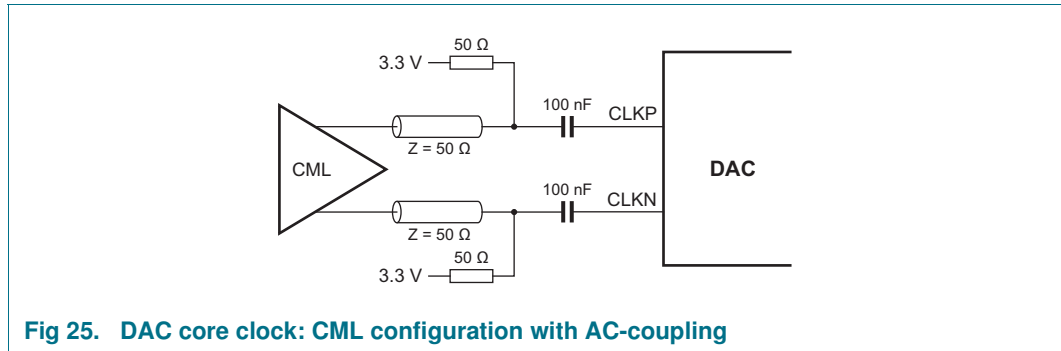 50 Ω
3.3 V
100 nF
CLKP
Z = 50 Ω
CML
DAC
100 nF
CLKN
Z = 50 Ω
50 Ω
3.3 V
Fig 25. DAC core clock: CML configuration with AC-coupling